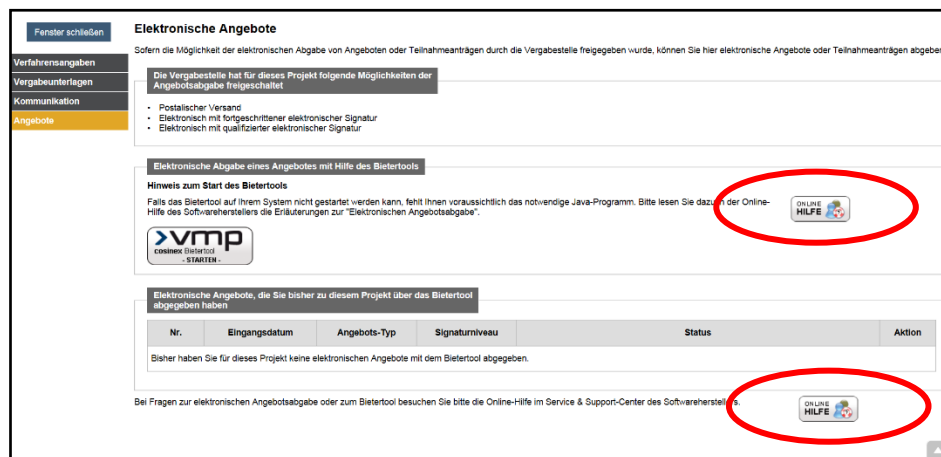 Fenster schließen
Verfahrensangaben
Vergabeunterlagen
Kommunikation
Angebote
Elektronische Angebote
Sofern die Möglichkeit der elektronischen Abgabe von Angeboten oder Teilnahmeanträgen durch die Vergabestelle freigegeben wurde, können Sie hier elektronische Angebote oder Teilnahmeanträgen abgeben
Die Vergabestelle hat für dieses Projekt folgende Möglichkeiten der
Angebotsabgabe freigeschaltet
• Postalischer Versand
• Elektronisch mit fortgeschrittener elektronischer Signatur
• Elektronisch mit qualifizierter elektronischer Signatur
Elektronische Abgabe eines Angebotes mit Hilfe des Bietertools
Hinweis zum Start des Bietertools
Falls das Bietertool auf Ihrem System nicht gestartet werden kann, fehlt Ihnen voraussichtlich das notwendige Java-Programm. Bitte lesen Sie dazu in der Online-
Hilfe des Softwareherstellers die Erläuterungen zur "Elektronischen Angebotsabgabe".
ONLINE
HILFE
vmp
cosinex Bietertool
- STARTEN -
Elektronische Angebote, die Sie bisher zu diesem Projekt über das Bietertool
abgegeben haben
Nr. Eingangsdatum Angebots-Typ Signaturniveau Status Aktion
Bisher haben Sie für dieses Projekt keine elektronischen Angebote mit dem Bietertool abgegeben.
Bei Fragen zur elektronischen Angebotsabgabe oder zum Bietertool besuchen Sie bitte die Online-Hilfe im Service & Support-Center des Softwareherstellers.
ONLINE
HILFE